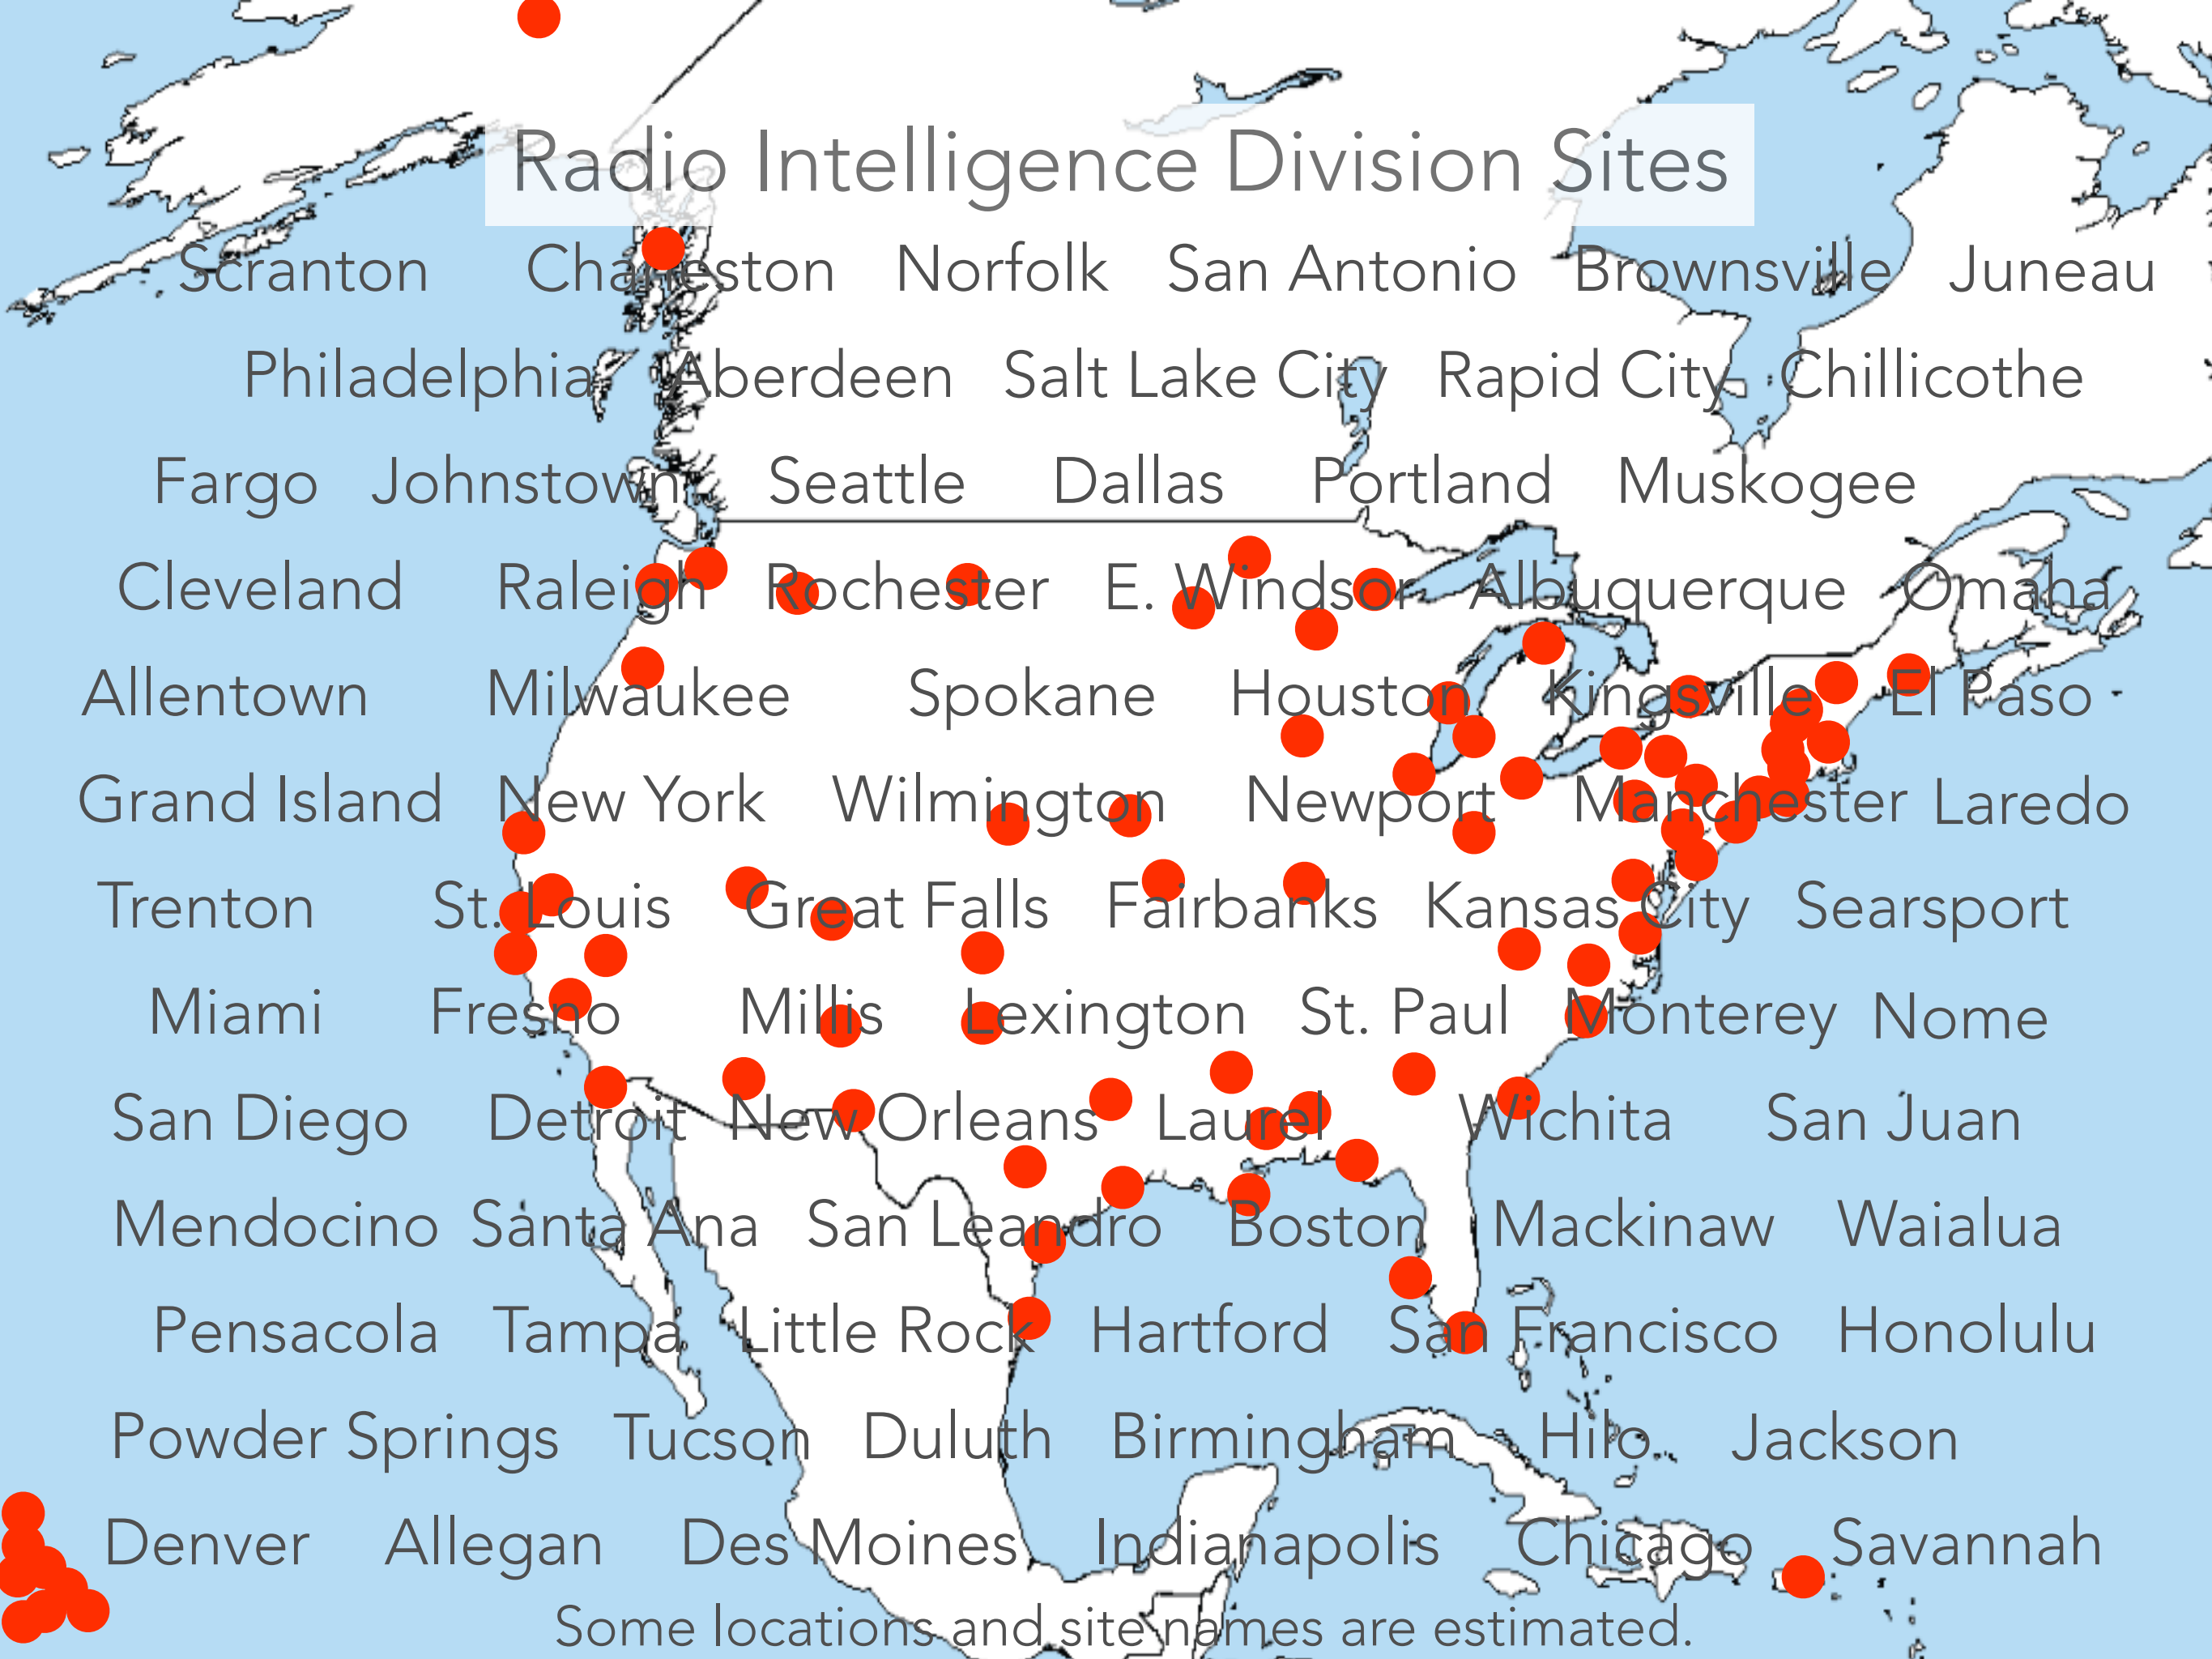 Radio Intelligence Division Sites
Scranton Charleston Norfolk San Antonio Brownsville Juneau
Philadelphia Aberdeen Salt Lake City Rapid City Chillicothe
Fargo Johnstown Seattle Dallas Portland Muskogee
Cleveland Raleigh Rochester E. Windsor Albuquerque Omaha
Allentown Milwaukee Spokane Houston Kingsville El Paso
Grand Island New York Wilmington Newport Manchester Laredo
Trenton St. Louis Great Falls Fairbanks Kansas City Searsport
Miami Fresno Millis Lexington St. Paul Monterey Nome
San Diego Detroit New Orleans Laurel Wichita San Juan
Mendocino Santa Ana San Leandro Boston Mackinaw Waialua
Pensacola Tampa Little Rock Hartford San Francisco Honolulu
Powder Springs Tucson Duluth Birmingham Hilo Jackson
Denver Allegan Des Moines Indianapolis Chicago Savannah
Some locations and site names are estimated.